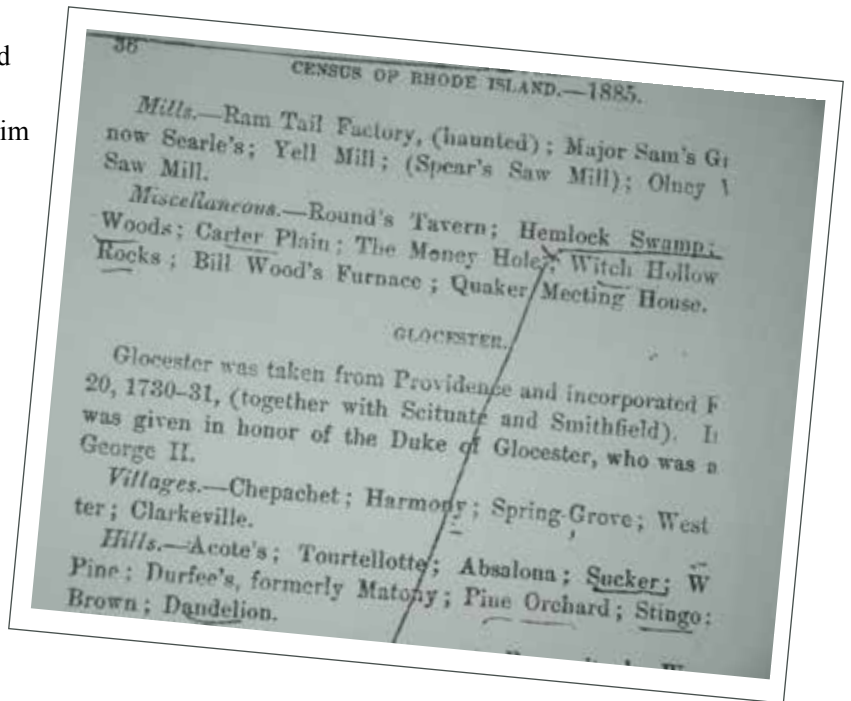 d
im
36
CENSUS OF RHODE ISLAND.—1885.
Mills.—Ram Tail Factory, (haunted); Major Sam's
now Searle's; Yell Mill; (Spear's Saw Mill); Olney
Saw Mill.
Miscellaneous.—Round's Tavern; Hemlock Swamp;
Woods; Carter Plain; The Money Hole; Witch Hollow
Rocks; Bill Wood's Furnace; Quaker Meeting House.
GLOCESTER.
Glocester was taken from Providence and incorporated
20, 1730–31, (together with Scituate and Smithfield).
was given in honor of the Duke of Glocester, who was
George II.
Villages.—Chepachet; Harmony; Spring Grove; West
ter; Clarkeville.
Hills.—Acote's; Tourtellotte; Absalona; Sucker; W
Pine; Durfee's, formerly Matony; Pine Orchard; Stingo;
Brown; Dandelion.